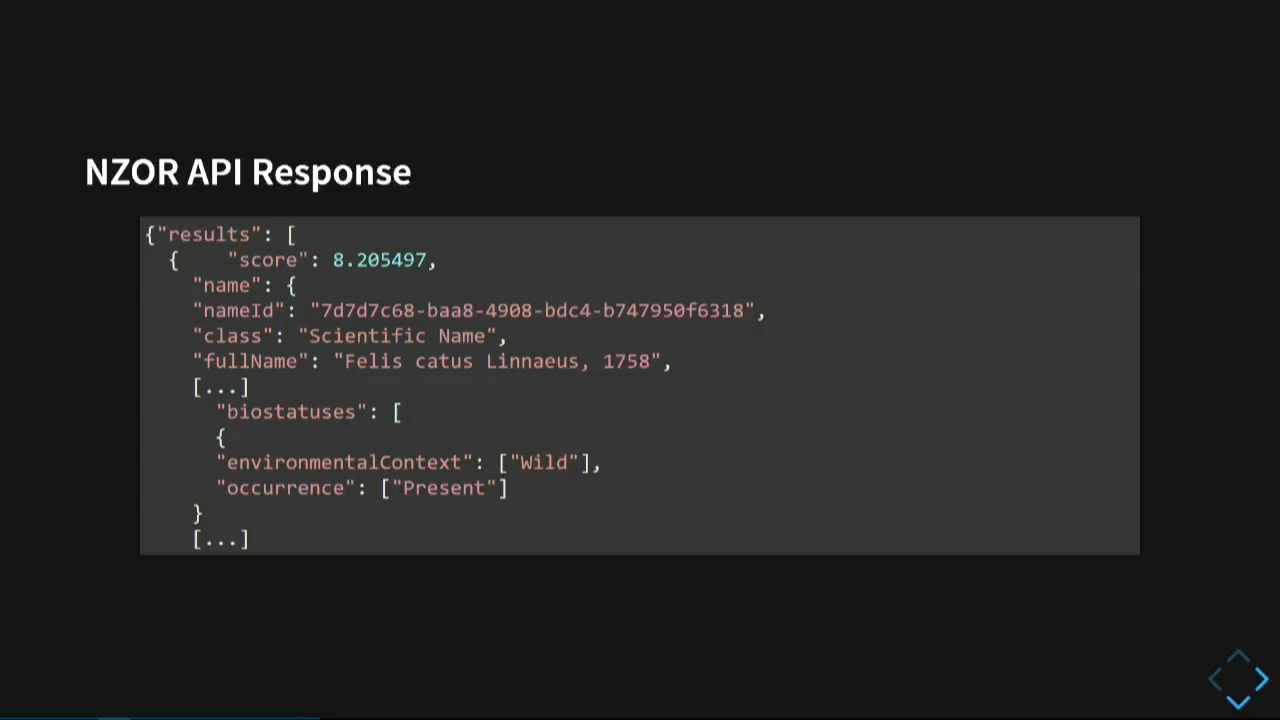 NZOR API Response
{"results": [
{    "score": 8.205497,
"name": {
"nameId": "7d7d7c68-baa8-4908-bdc4-b747950f6318",
"class": "Scientific Name",
"fullName": "Felis catus Linnaeus, 1758",
[...]
"biostatuses": [
{
"environmentalContext": ["Wild"],
"occurrence": ["Present"]
}
[...]